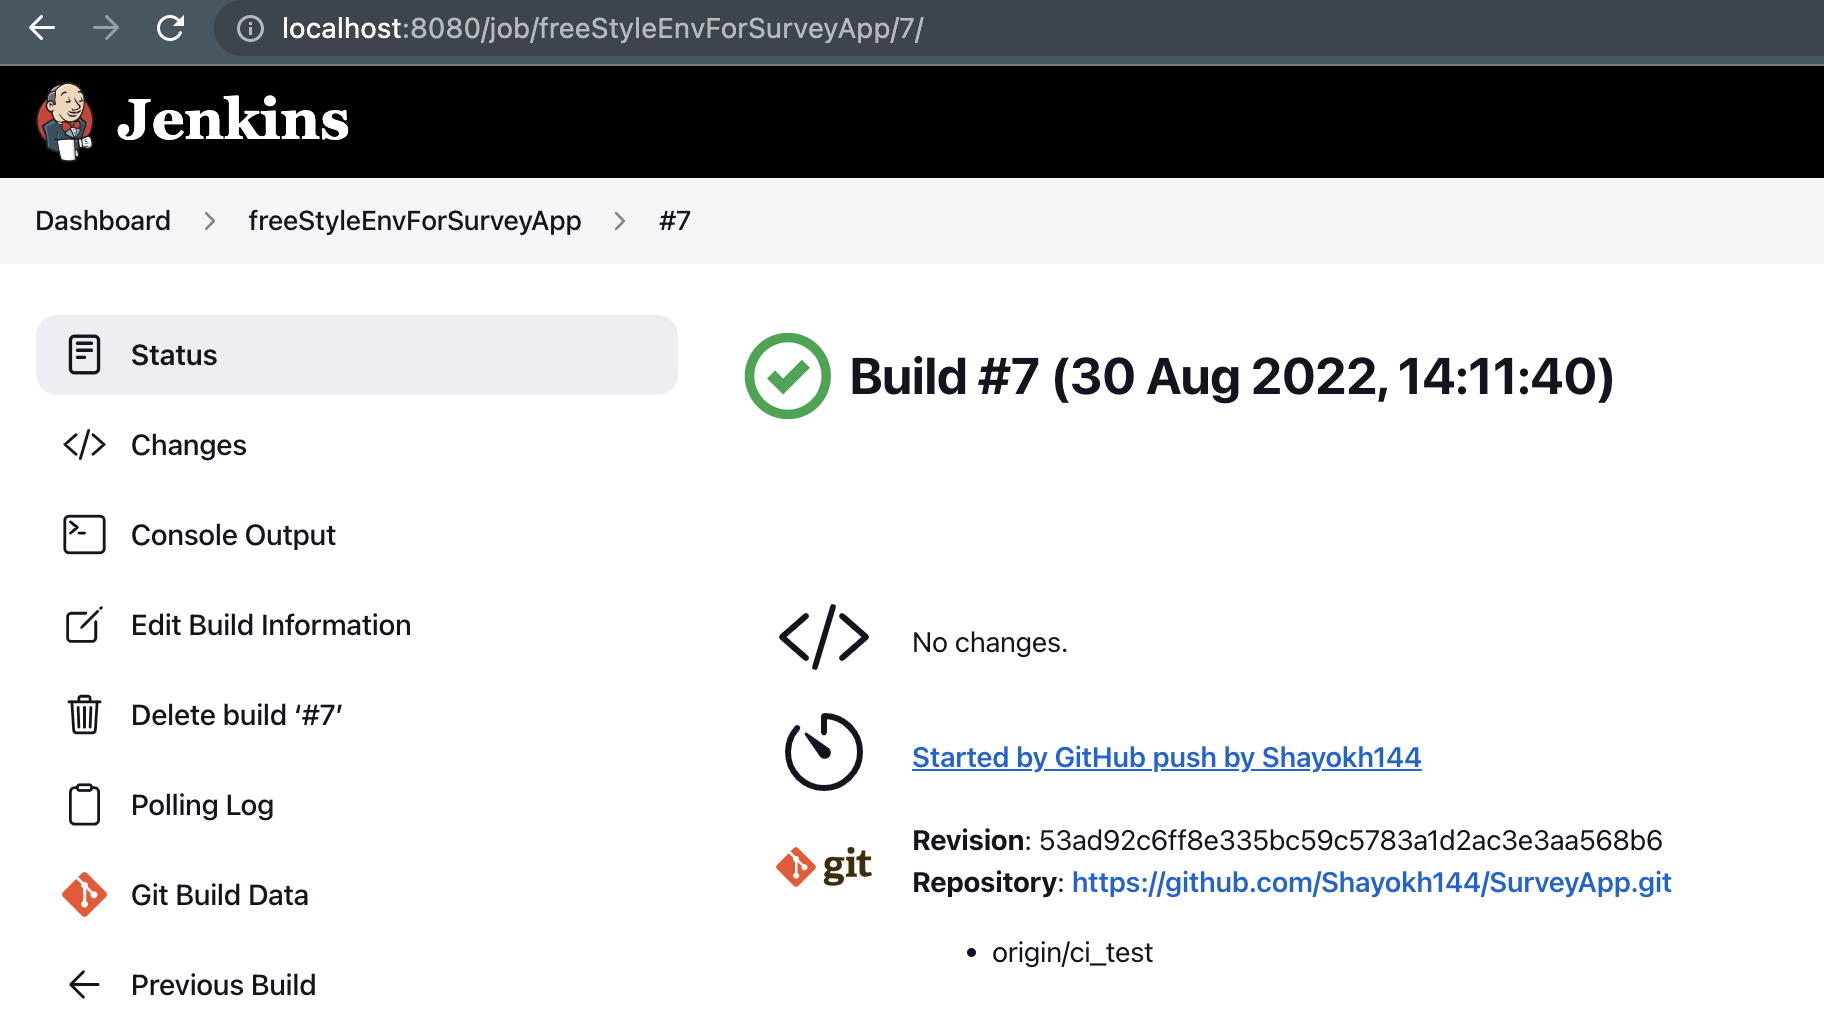 localhost:8080/job/freeStyleEnvForSurveyApp/7/
Jenkins
Dashboard > freeStyleEnvForSurveyApp > #7
Status
Changes
Console Output
Edit Build Information
Delete build ‘#7’
Polling Log
Git Build Data
Previous Build
Build #7 (30 Aug 2022, 14:11:40)
No changes.
Started by GitHub push by Shayokh144
git
Revision: 53ad92c6ff8e335bc59c5783a1d2ac3e3aa568b6
Repository: https://github.com/Shayokh144/SurveyApp.git
• origin/ci_test